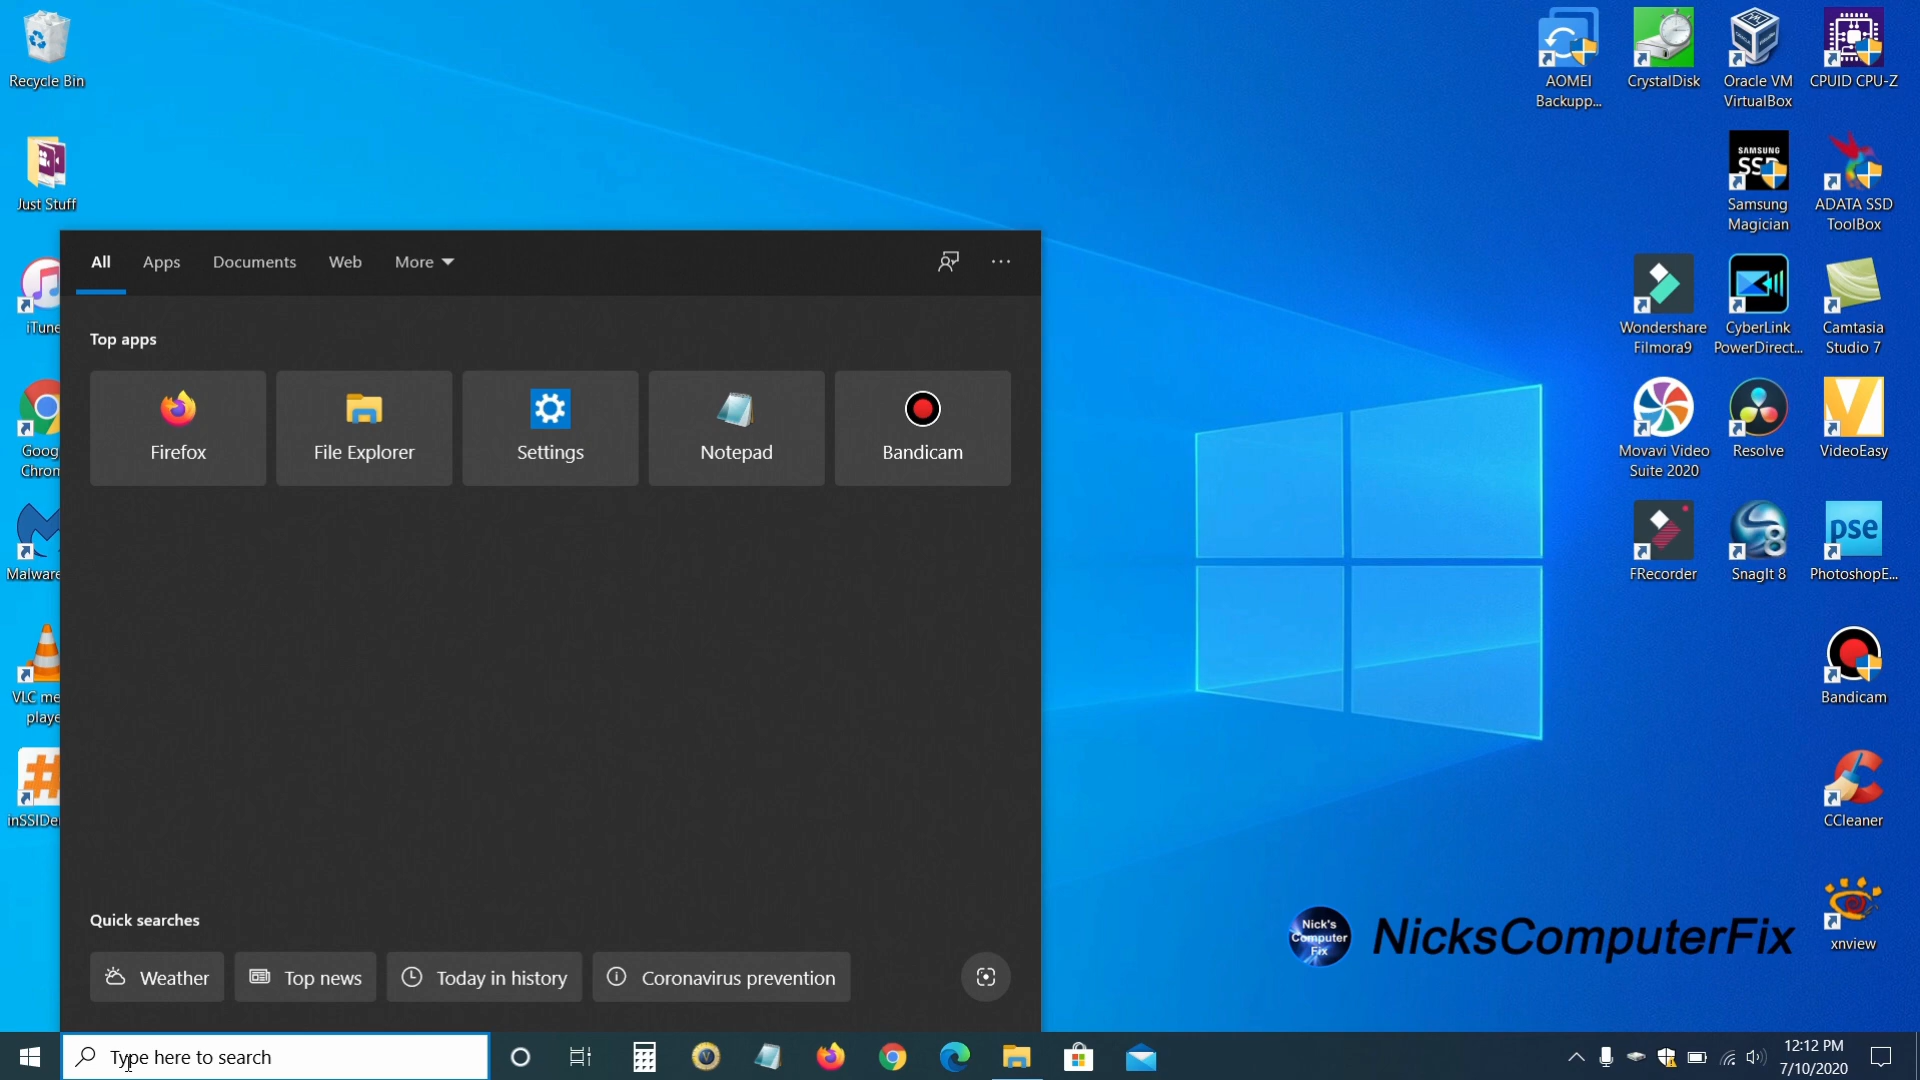 Recycle Bin
Just Stuff
iTune
Goog
Chrom
Malware
VLC me
playe
inSSIDe
All Apps Documents Web More
Top apps
Firefox File Explorer Settings Notepad Bandicam
Quick searches
Weather Top news Today in history Coronavirus prevention
Type here to search
AOMEI
Backupp...
CrystalDisk
Oracle VM
VirtualBox
CPUID CPU-Z
SAMSUNG
SSD
Samsung
Magician
ADATA SSD
ToolBox
Wondershare
Filmora9
CyberLink
PowerDirect...
Camtasia
Studio 7
Movavi Video
Suite 2020
Resolve
VideoEasy
FRecorder
SnagIt 8
pse
PhotoshopE...
Bandicam
CCleaner
xnview
Nick's
Computer
Fix
NicksComputerFix
12:12 PM
7/10/2020